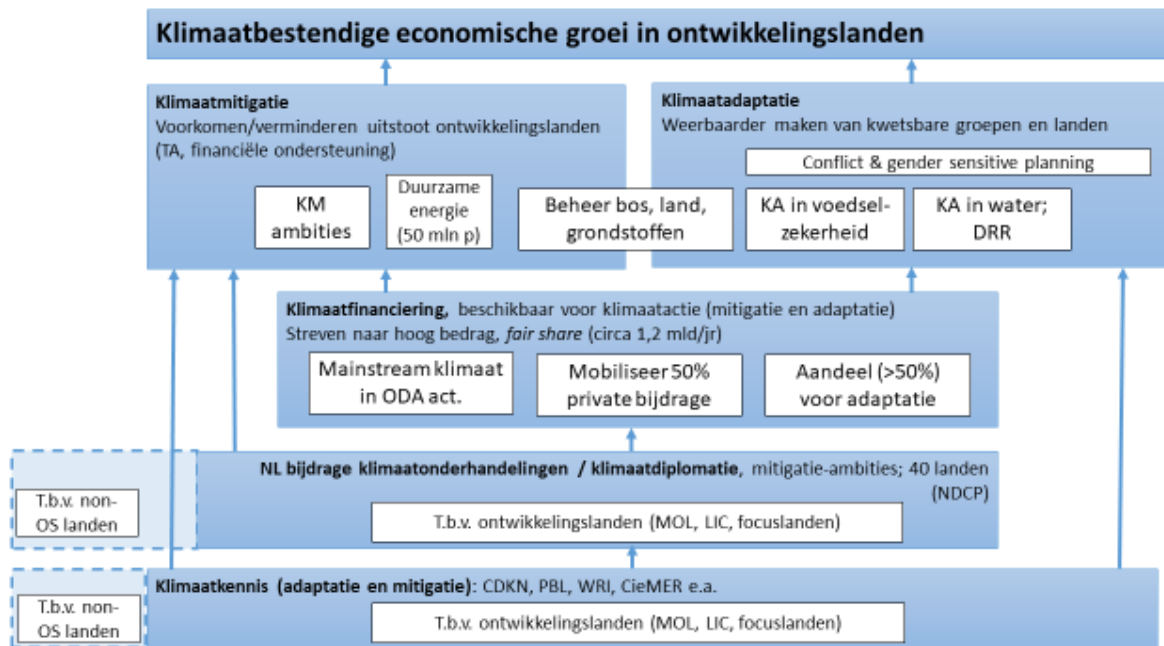 Klimaatbestendige economische groei in ontwikkelingslanden
Klimaatmitigatie
Voorkomen/verminderen uitstoot ontwikkelingslanden
(TA, financiële ondersteuning)
KM
ambities
Duurzame
energie
(50 mln p)
Beheer bos, land,
grondstoffen
Klimaatadaptatie
Weerbaarder maken van kwetsbare groepen en landen
Conflict & gender sensitive planning
KA in voedsel-
zekerheid
KA in water;
DRR
Klimaatfinanciering, beschikbaar voor klimaatactie (mitigatie en adaptatie)
Streven naar hoog bedrag, fair share (circa 1,2 mld/jr)
Mainstream klimaat
in ODA act.
Mobiliseer 50%
private bijdrage
Aandeel (>50%)
voor adaptatie
NL bijdrage klimaatonderhandelingen / klimaatdiplomatie, mitigatie-ambities; 40 landen
(NDCP)
T.b.v. non-
OS landen
T.b.v. ontwikkelingslanden (MOL, LIC, focuslanden)
Klimaatkennis (adaptatie en mitigatie): CDKN, PBL, WRI, CieMER e.a.
T.b.v. non-
OS landen
T.b.v. ontwikkelingslanden (MOL, LIC, focuslanden)